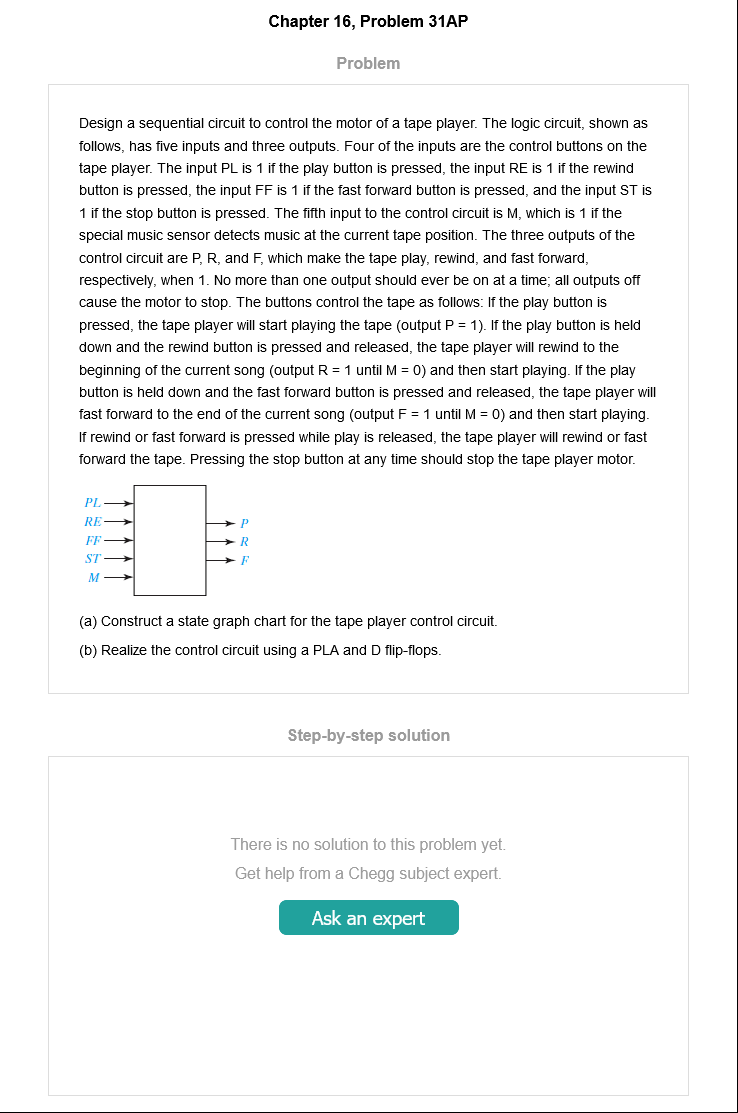 Chapter 16, Problem 31AP
Problem
Design a sequential circuit to control the motor of a tape player. The logic circuit, shown as
follows, has five inputs and three outputs. Four of the inputs are the control buttons on the
tape player. The input PL is 1 if the play button is pressed, the input RE is 1 if the rewind
button is pressed, the input FF is 1 if the fast forward button is pressed, and the input ST is
1 if the stop button is pressed. The fifth input to the control circuit is M, which is 1 if the
special music sensor detects music at the current tape position. The three outputs of the
control circuit are P, R, and F, which make the tape play, rewind, and fast forward,
respectively, when 1. No more than one output should ever be on at a time; all outputs off
cause the motor to stop. The buttons control the tape as follows: If the play button is
pressed, the tape player will start playing the tape (output P = 1). If the play button is held
down and the rewind button is pressed and released, the tape player will rewind to the
beginning of the current song (output R = 1 until M = 0) and then start playing. If the play
button is held down and the fast forward button is pressed and released, the tape player will
fast forward to the end of the current song (output F = 1 until M = 0) and then start playing.
If rewind or fast forward is pressed while play is released, the tape player will rewind or fast
forward the tape. Pressing the stop button at any time should stop the tape player motor.
PL
RE
P
FF
R
ST
F
M
(a) Construct a state graph chart for the tape player control circuit.
(b) Realize the control circuit using a PLA and D flip-flops.
Step-by-step solution
There is no solution to this problem yet.
Get help from a Chegg subject expert.
Ask an expert